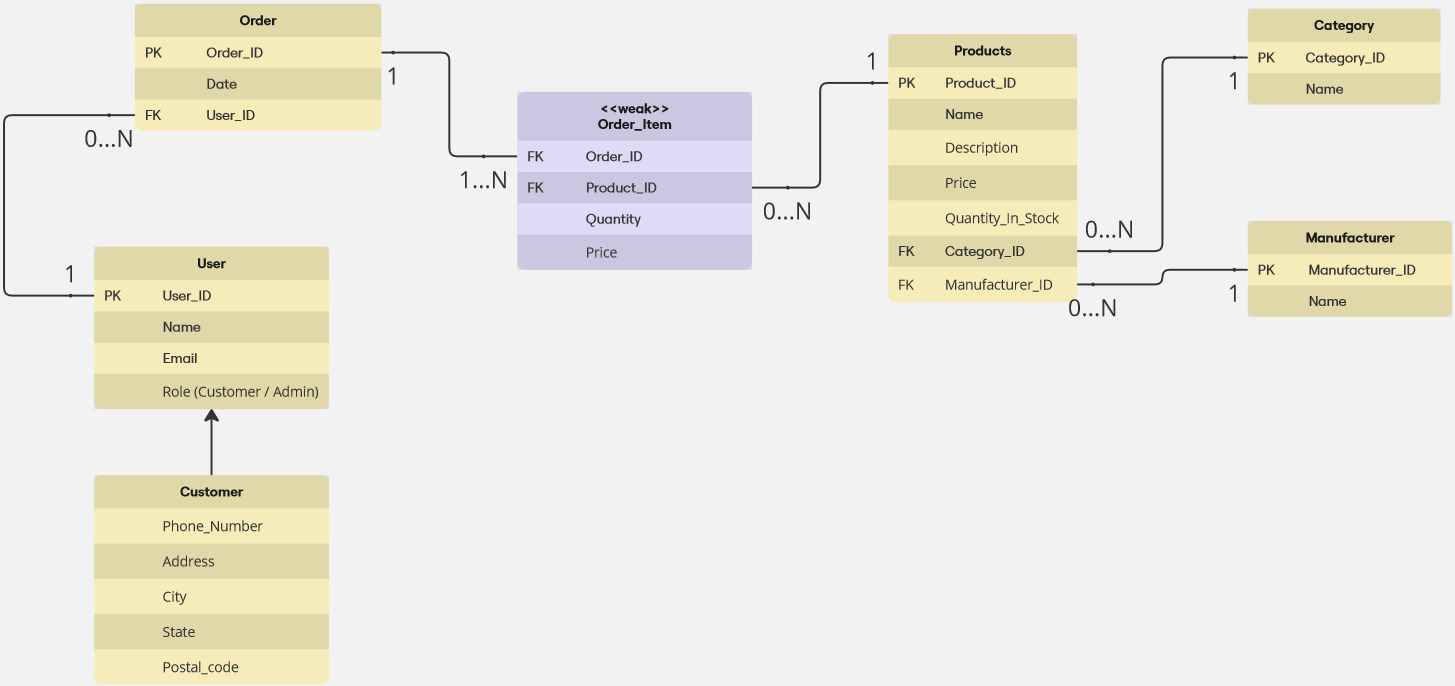 Order
PK Order_ID
Date
FK User_ID
1
0...N
<<weak>>
Order_Item
FK Order_ID
FK Product_ID
Quantity
Price
1...N
0...N
Products
PK Product_ID
Name
Description
Price
Quantity_In_Stock
FK Category_ID
FK Manufacturer_ID
1
0...N
0...N
Category
PK Category_ID
Name
1
Manufacturer
PK Manufacturer_ID
Name
1
User
PK User_ID
Name
Email
Role (Customer / Admin)
1
Customer
Phone_Number
Address
City
State
Postal_code